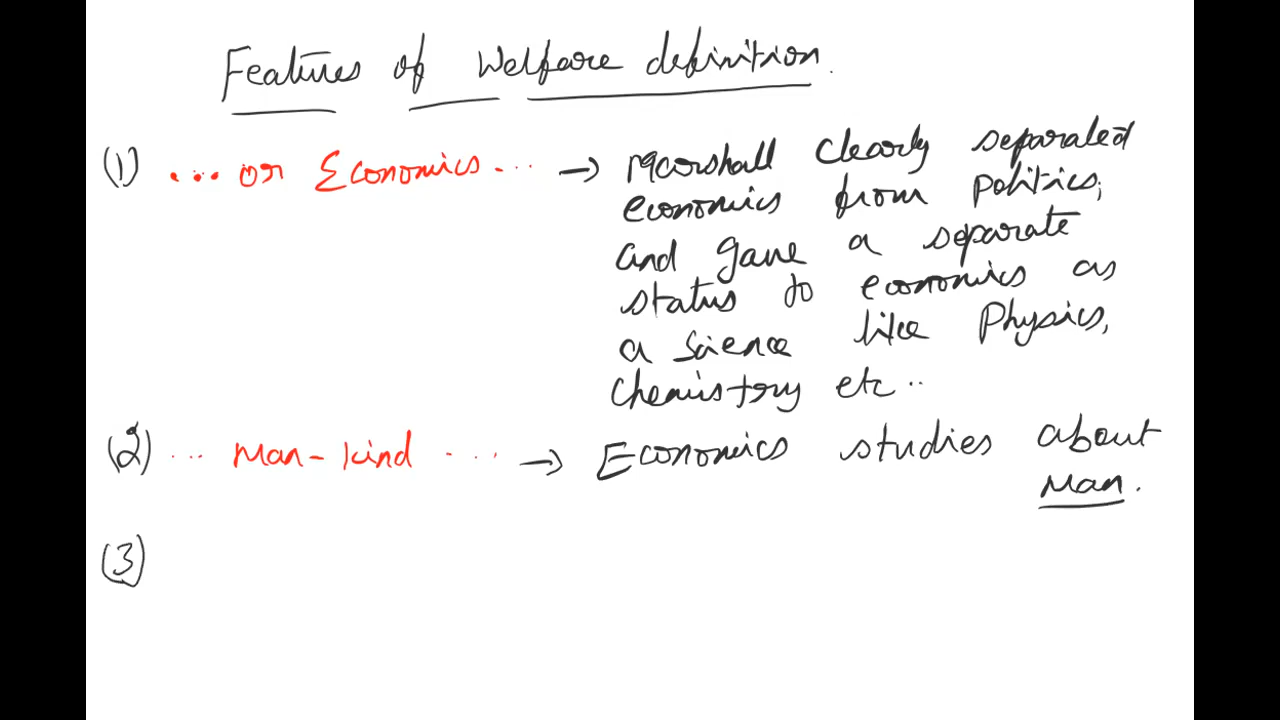 Features of Welfare definition.
(1) ... or Economics ... → Marshall clearly separated
economics from politics,
and gave a separate
status to economics as
a science like Physics,
chemistry etc ..
(2) ... Man-kind .... → Economics studies about
Man.
(3)